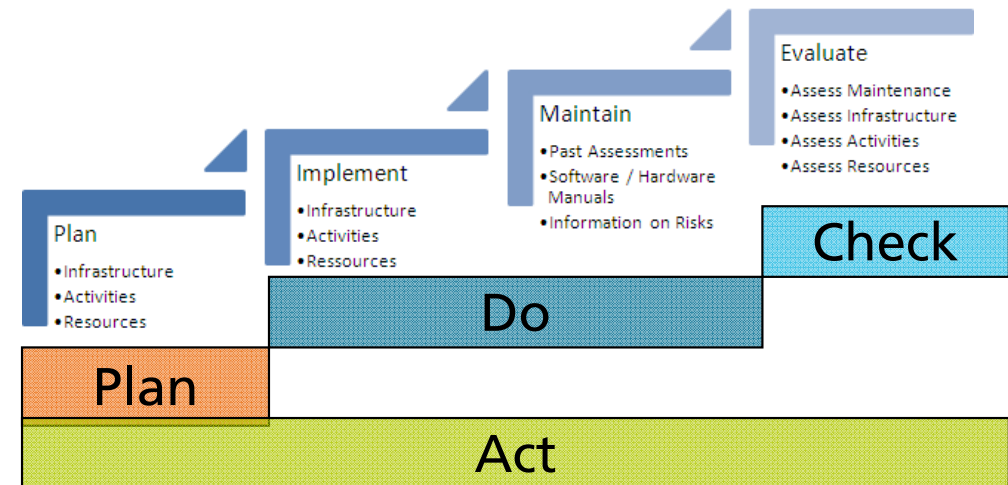 Plan
•Infrastructure
•Activities
•Resources
Implement
•Infrastructure
•Activities
•Ressources
Maintain
•Past Assessments
•Software / Hardware
Manuals
•Information on Risks
Evaluate
•Assess Maintenance
•Assess Infrastructure
•Assess Activities
•Assess Resources
Check
Do
Plan
Act